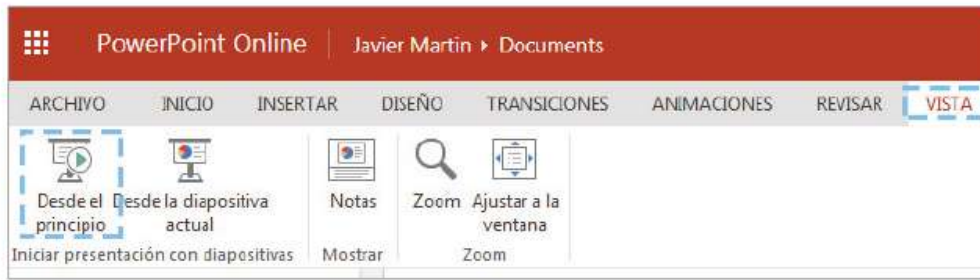 PowerPoint Online Javier Martin ▸ Documents
ARCHIVO INICIO INSERTAR DISEÑO TRANSICIONES ANIMACIONES REVISAR VISTA
Desde el Desde la diapositiva Notas Zoom Ajustar a la
principio actual ventana
Iniciar presentación con diapositivas Mostrar Zoom